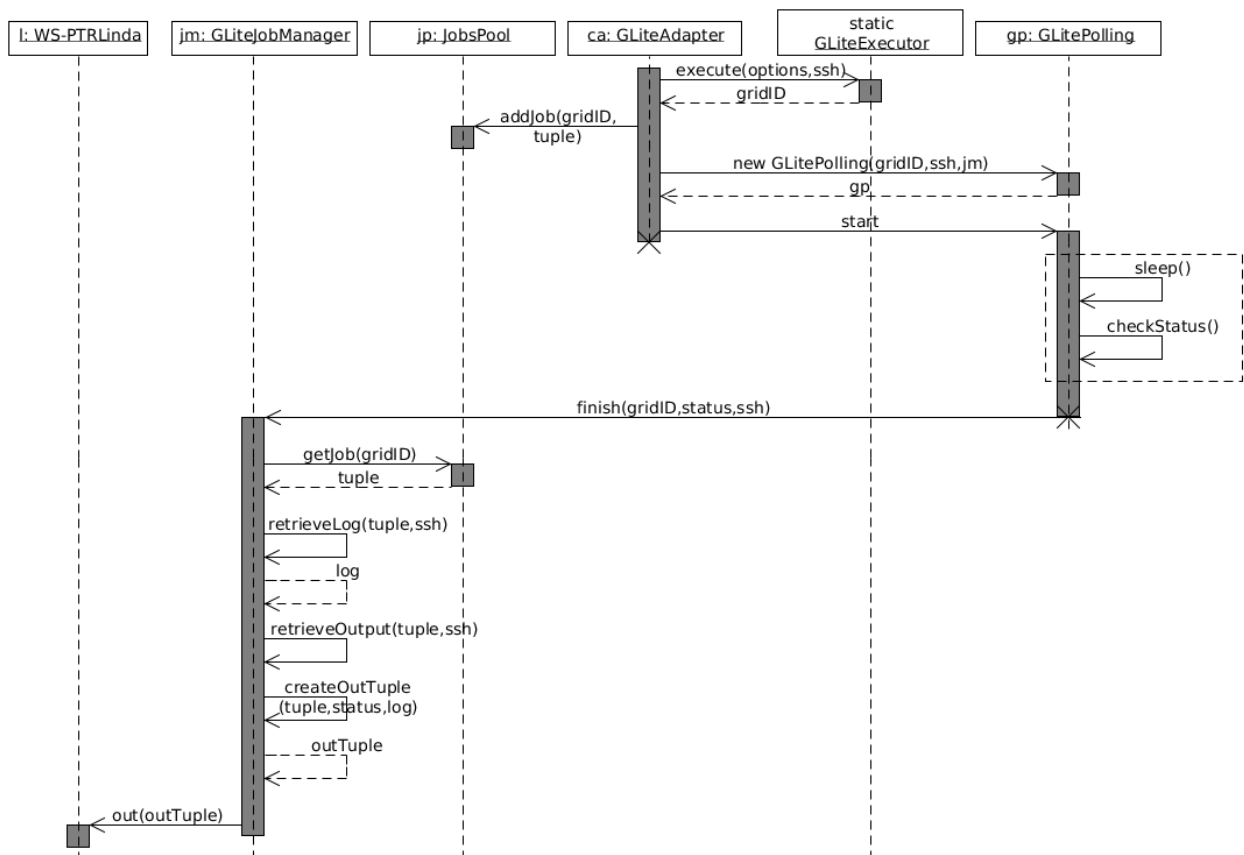 l: WS-PTRLinda
jm: GLiteJobManager
jp: JobsPool
ca: GLiteAdapter
static
GLiteExecutor
gp: GLitePolling
execute(options,ssh)
gridID
addJob(gridID,
tuple)
new GLitePolling(gridID,ssh,jm)
gp
start
sleep()
checkStatus()
finish(gridID,status,ssh)
getJob(gridID)
tuple
retrieveLog(tuple,ssh)
log
retrieveOutput(tuple,ssh)
createOutTuple
(tuple,status,log)
outTuple
out(outTuple)